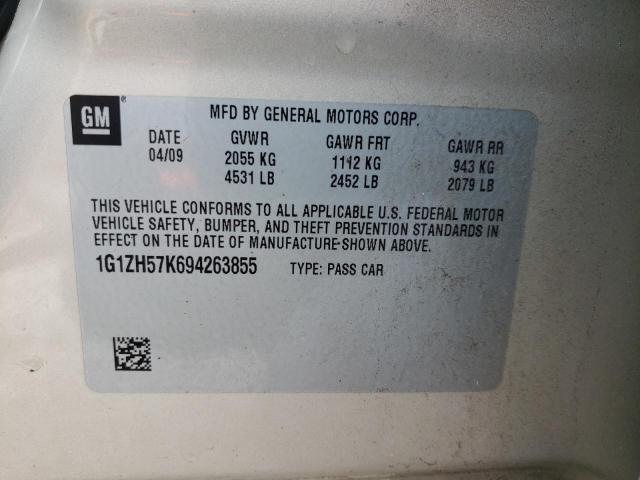 GM®
MFD BY GENERAL MOTORS CORP.
DATE GVWR GAWR FRT GAWR RR
04/09 2055 KG 1112 KG 943 KG
4531 LB 2452 LB 2079 LB
THIS VEHICLE CONFORMS TO ALL APPLICABLE U.S. FEDERAL MOTOR
VEHICLE SAFETY, BUMPER, AND THEFT PREVENTION STANDARDS IN
EFFECT ON THE DATE OF MANUFACTURE SHOWN ABOVE.
1G1ZH57K694263855 TYPE: PASS CAR